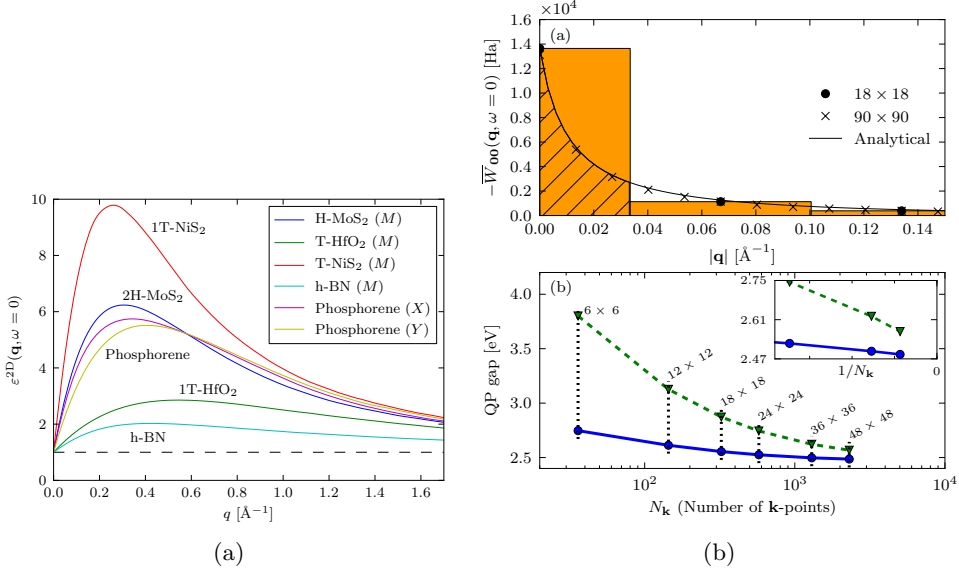 10
8
6
4
2
0
ε²ᴰ(q, ω = 0)
1T-NiS₂
2H-MoS₂
Phosphorene
1T-HfO₂
h-BN
H-MoS₂ (M)
T-HfO₂ (M)
T-NiS₂ (M)
h-BN (M)
Phosphorene (X)
Phosphorene (Y)
0.0 0.2 0.4 0.6 0.8 1.0 1.2 1.4 1.6
q [Å⁻¹]
(a)
×10⁴
1.6
1.4
1.2
1.0
0.8
0.6
0.4
0.2
0.0
−W̅₀₀(q, ω = 0) [Ha]
(a)
18 × 18
90 × 90
Analytical
0.00 0.02 0.04 0.06 0.08 0.10 0.12 0.14
|q| [Å⁻¹]
4.0
3.5
3.0
2.5
QP gap [eV]
(b)
6 × 6
12 × 12
18 × 18
24 × 24
36 × 36
48 × 48
2.75
2.61
2.47
1/Nₖ
0
10² 10³ 10⁴
Nₖ (Number of k-points)
(b)